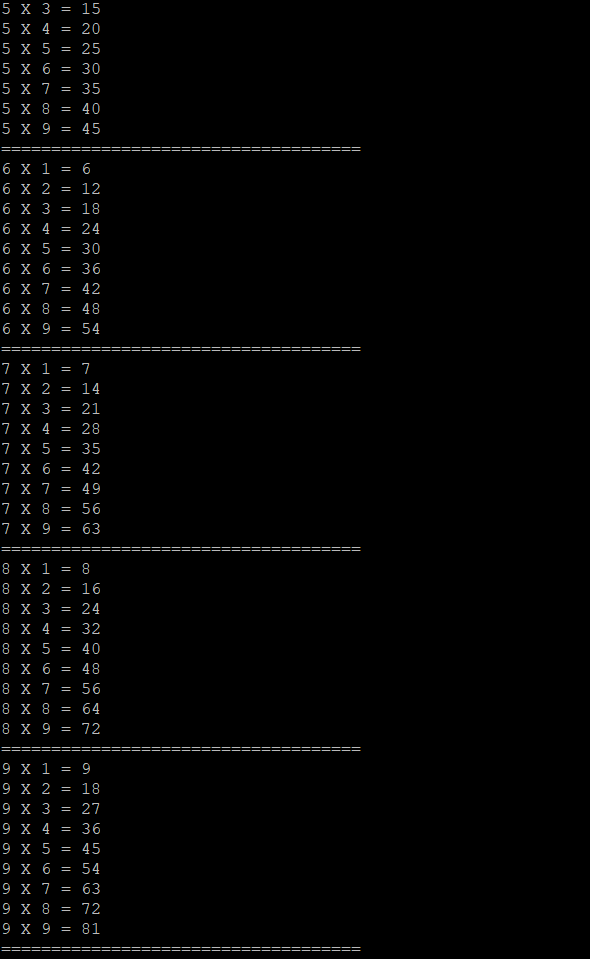 5 X 3 = 15
5 X 4 = 20
5 X 5 = 25
5 X 6 = 30
5 X 7 = 35
5 X 8 = 40
5 X 9 = 45
====================================
6 X 1 = 6
6 X 2 = 12
6 X 3 = 18
6 X 4 = 24
6 X 5 = 30
6 X 6 = 36
6 X 7 = 42
6 X 8 = 48
6 X 9 = 54
====================================
7 X 1 = 7
7 X 2 = 14
7 X 3 = 21
7 X 4 = 28
7 X 5 = 35
7 X 6 = 42
7 X 7 = 49
7 X 8 = 56
7 X 9 = 63
====================================
8 X 1 = 8
8 X 2 = 16
8 X 3 = 24
8 X 4 = 32
8 X 5 = 40
8 X 6 = 48
8 X 7 = 56
8 X 8 = 64
8 X 9 = 72
====================================
9 X 1 = 9
9 X 2 = 18
9 X 3 = 27
9 X 4 = 36
9 X 5 = 45
9 X 6 = 54
9 X 7 = 63
9 X 8 = 72
9 X 9 = 81
====================================